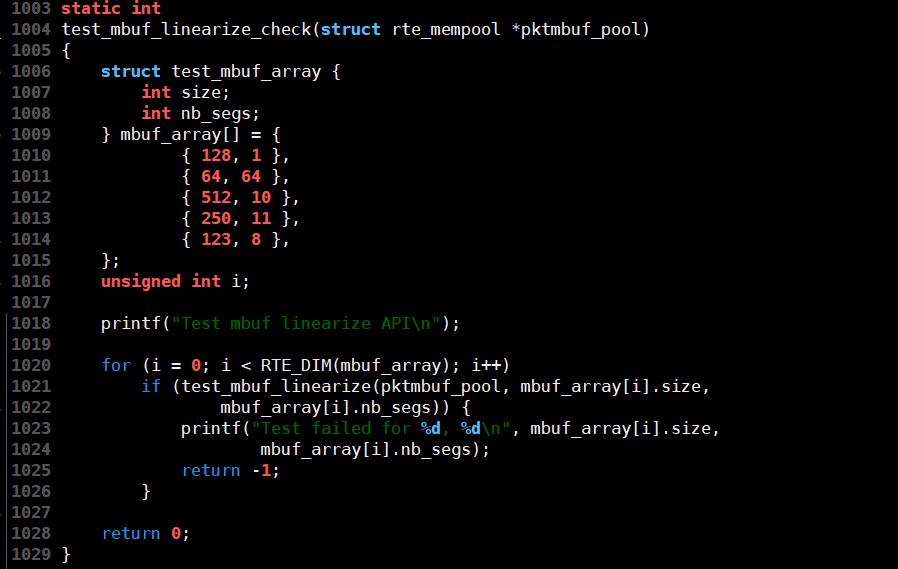 1003 static int
1004 test_mbuf_linearize_check(struct rte_mempool *pktmbuf_pool)
1005 {
1006     struct test_mbuf_array {
1007         int size;
1008         int nb_segs;
1009     } mbuf_array[] = {
1010             { 128, 1 },
1011             { 64, 64 },
1012             { 512, 10 },
1013             { 250, 11 },
1014             { 123, 8 },
1015     };
1016     unsigned int i;
1017
1018     printf("Test mbuf linearize API\n");
1019
1020     for (i = 0; i < RTE_DIM(mbuf_array); i++)
1021         if (test_mbuf_linearize(pktmbuf_pool, mbuf_array[i].size,
1022                 mbuf_array[i].nb_segs)) {
1023             printf("Test failed for %d, %d\n", mbuf_array[i].size,
1024                     mbuf_array[i].nb_segs);
1025             return -1;
1026         }
1027
1028     return 0;
1029 }